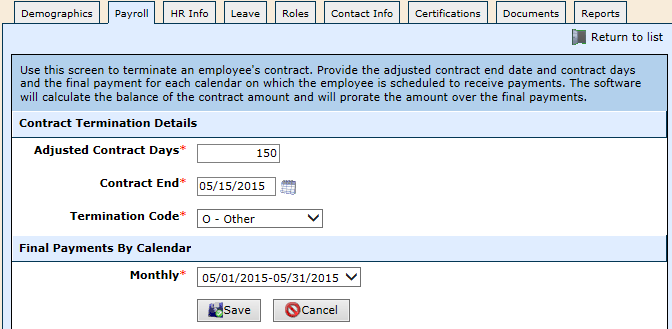 Demographics Payroll HR Info Leave Roles Contact Info Certifications Documents Reports
Return to list
Use this screen to terminate an employee's contract. Provide the adjusted contract end date and contract days
and the final payment for each calendar on which the employee is scheduled to receive payments. The software
will calculate the balance of the contract amount and will prorate the amount over the final payments.
Contract Termination Details
Adjusted Contract Days* 150
Contract End* 05/15/2015
Termination Code* O - Other
Final Payments By Calendar
Monthly* 05/01/2015-05/31/2015
Save Cancel